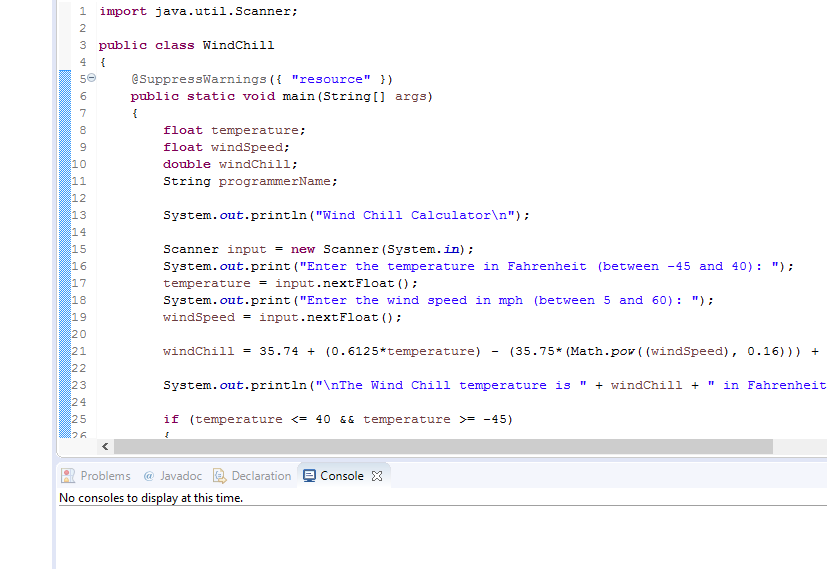 1 import java.util.Scanner;
2
3 public class WindChill
4 {
5 @SuppressWarnings({ "resource" })
6 public static void main(String[] args)
7 {
8 float temperature;
9 float windSpeed;
10 double windChill;
11 String programmerName;
12
13 System.out.println("Wind Chill Calculator\n");
14
15 Scanner input = new Scanner(System.in);
16 System.out.print("Enter the temperature in Fahrenheit (between -45 and 40): ");
17 temperature = input.nextFloat();
18 System.out.print("Enter the wind speed in mph (between 5 and 60): ");
19 windSpeed = input.nextFloat();
20
21 windChill = 35.74 + (0.6125*temperature) - (35.75*(Math.pow((windSpeed), 0.16))) +
22
23 System.out.println("\nThe Wind Chill temperature is " + windChill + " in Fahrenheit
24
25 if (temperature <= 40 && temperature >= -45)
26 {
Problems @ Javadoc Declaration Console
No consoles to display at this time.